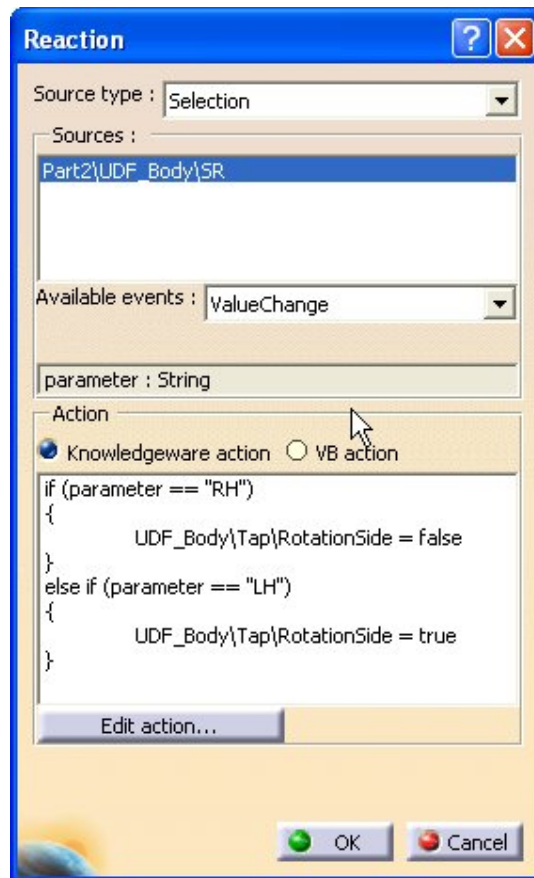 Reaction
Source type : Selection
Sources :
Part2\UDF_Body\SR
Available events : ValueChange
parameter : String
Action
Knowledgeware action VB action
if (parameter == "RH")
{
UDF_Body\Tap\RotationSide = false
}
else if (parameter == "LH")
{
UDF_Body\Tap\RotationSide = true
}
Edit action...
OK Cancel